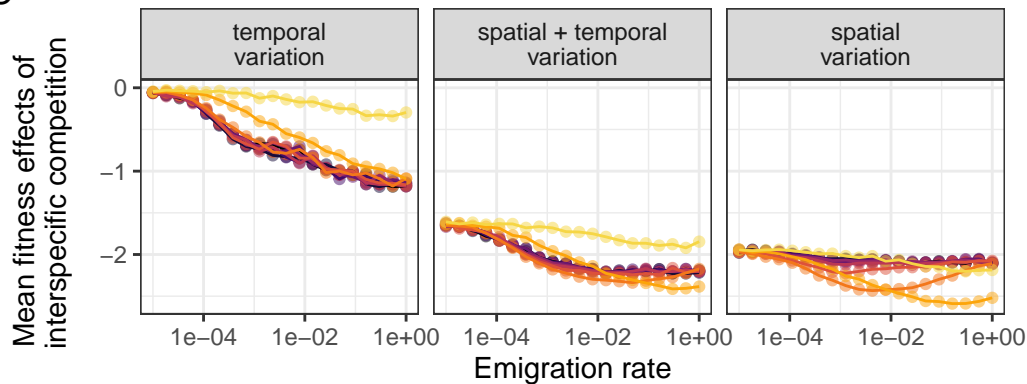 temporal
variation
spatial + temporal
variation
spatial
variation
Mean fitness effects of
interspecific competition
0
−1
−2
1e−04 1e−02 1e+00 1e−04 1e−02 1e+00 1e−04 1e−02 1e+00
Emigration rate